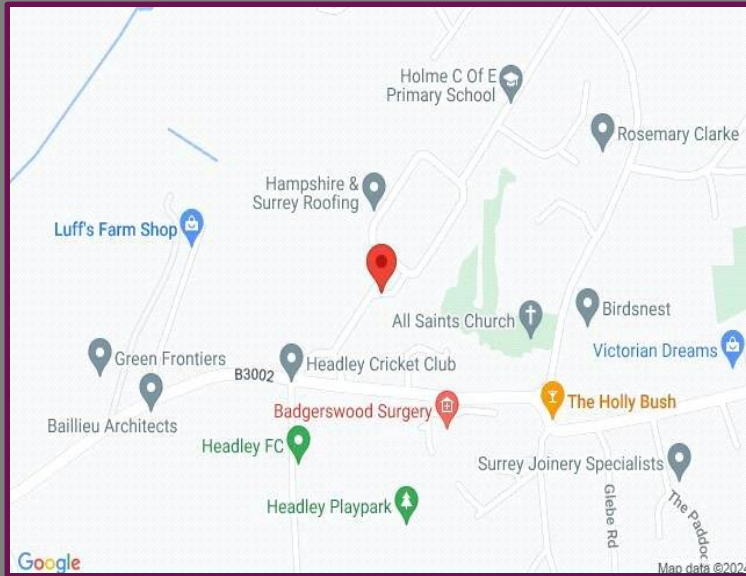 Holme C Of E
Primary School
Rosemary Clarke
Hampshire &
Surrey Roofing
Luff's Farm Shop
All Saints Church
Birdsnest
Victorian Dreams
Green Frontiers
B3002
Headley Cricket Club
Baillieu Architects
Badgerswood Surgery
The Holly Bush
Headley FC
Surrey Joinery Specialists
Headley Playpark
Glebe Rd
The Paddoc
Google
Map data ©2024